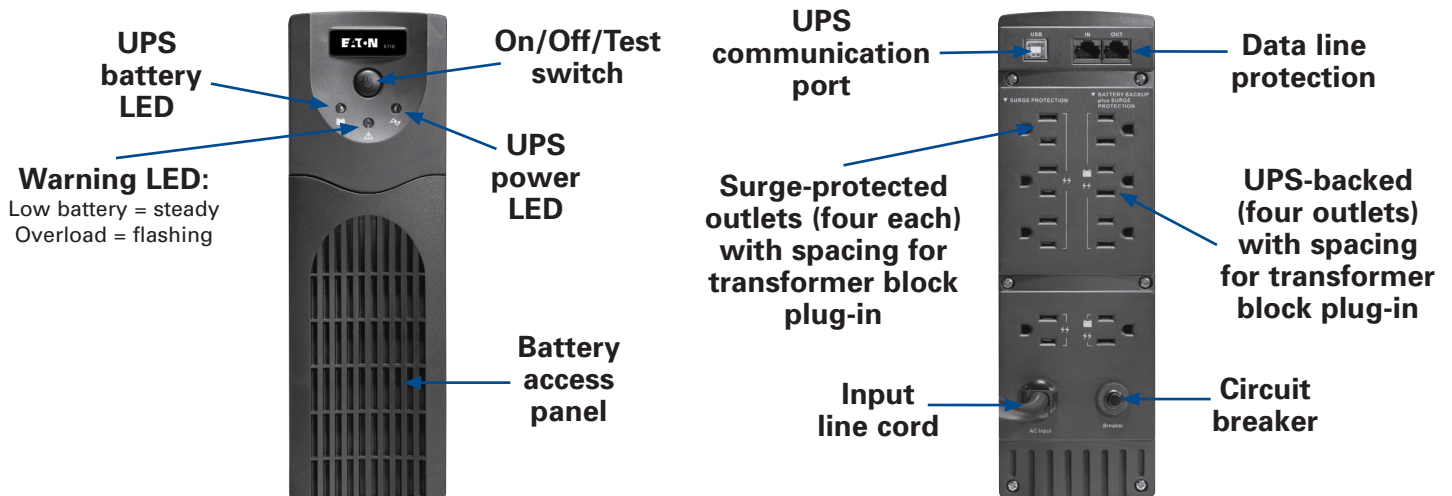 UPS
battery
LED
On/Off/Test
switch
E·T·N 5110
Warning LED:
Low battery = steady
Overload = flashing
UPS
power
LED
Battery
access
panel
UPS
communication
port
Data line
protection
USB
IN
OUT
▼ SURGE PROTECTION
▼ BATTERY BACKUP
plus SURGE
PROTECTION
Surge-protected
outlets (four each)
with spacing for
transformer block
plug-in
UPS-backed
(four outlets)
with spacing
for transformer
block plug-in
Input
line cord
Circuit
breaker
AC Input
Breaker